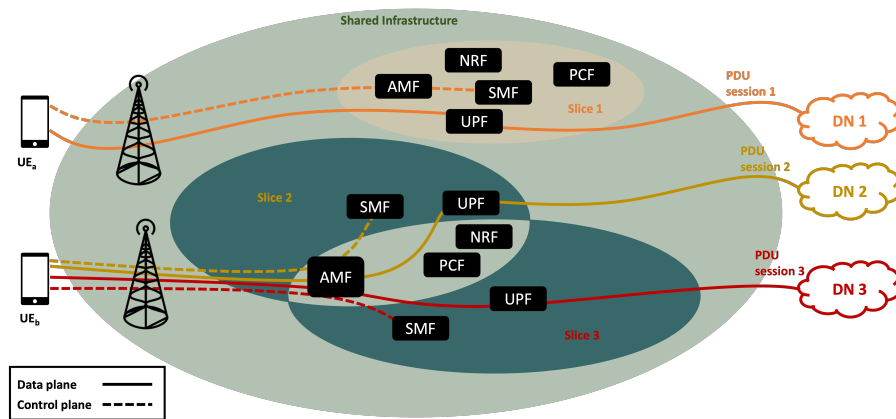 Shared Infrastructure
NRF
PCF
AMF
SMF
Slice 1
UPF
PDU
session 1
DN 1
UEa
PDU
session 2
DN 2
Slice 2
SMF
UPF
NRF
PCF
AMF
PDU
session 3
DN 3
UPF
SMF
Slice 3
UEb
Data plane
Control plane